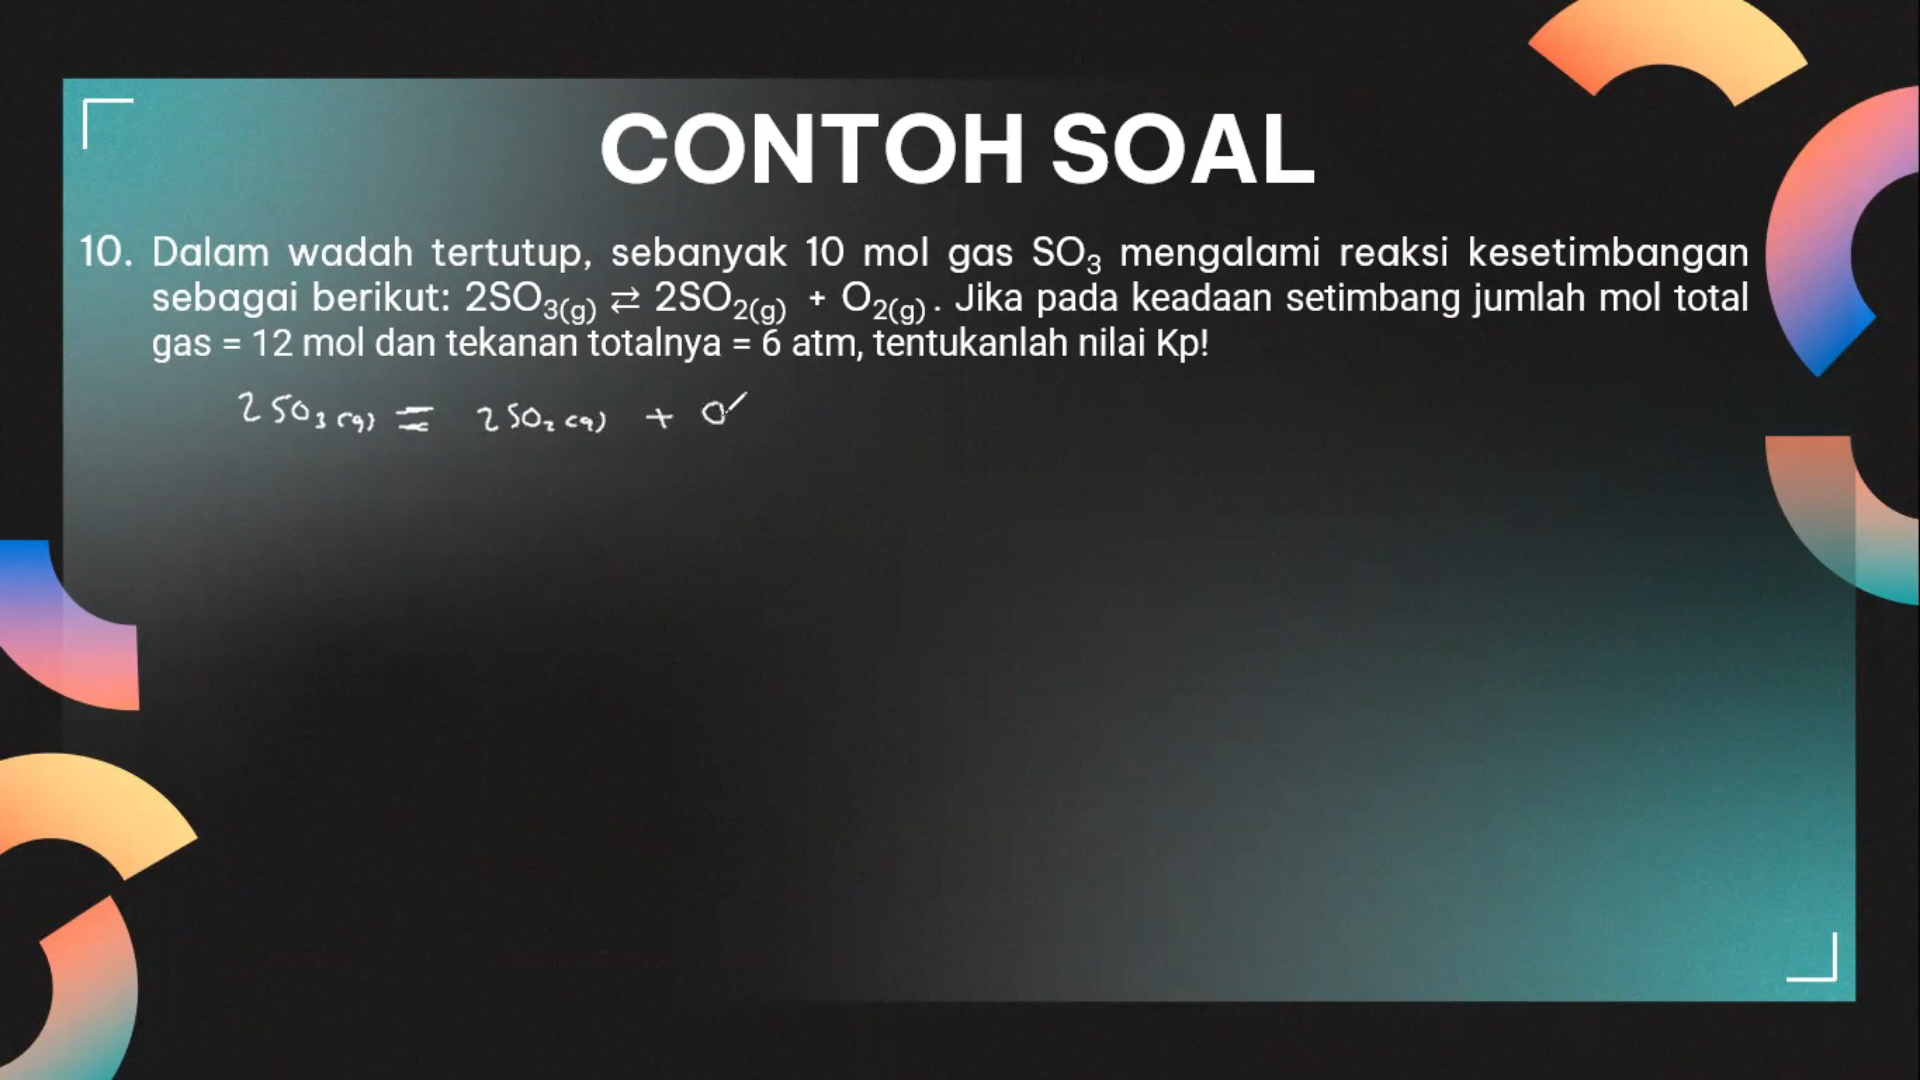 CONTOH SOAL
10. Dalam wadah tertutup, sebanyak 10 mol gas SO₃ mengalami reaksi kesetimbangan
sebagai berikut: 2SO₃(g) ⇄ 2SO₂(g) + O₂(g). Jika pada keadaan setimbang jumlah mol total
gas = 12 mol dan tekanan totalnya = 6 atm, tentukanlah nilai Kp!
2SO₃(g) ⇌ 2SO₂(g) + O